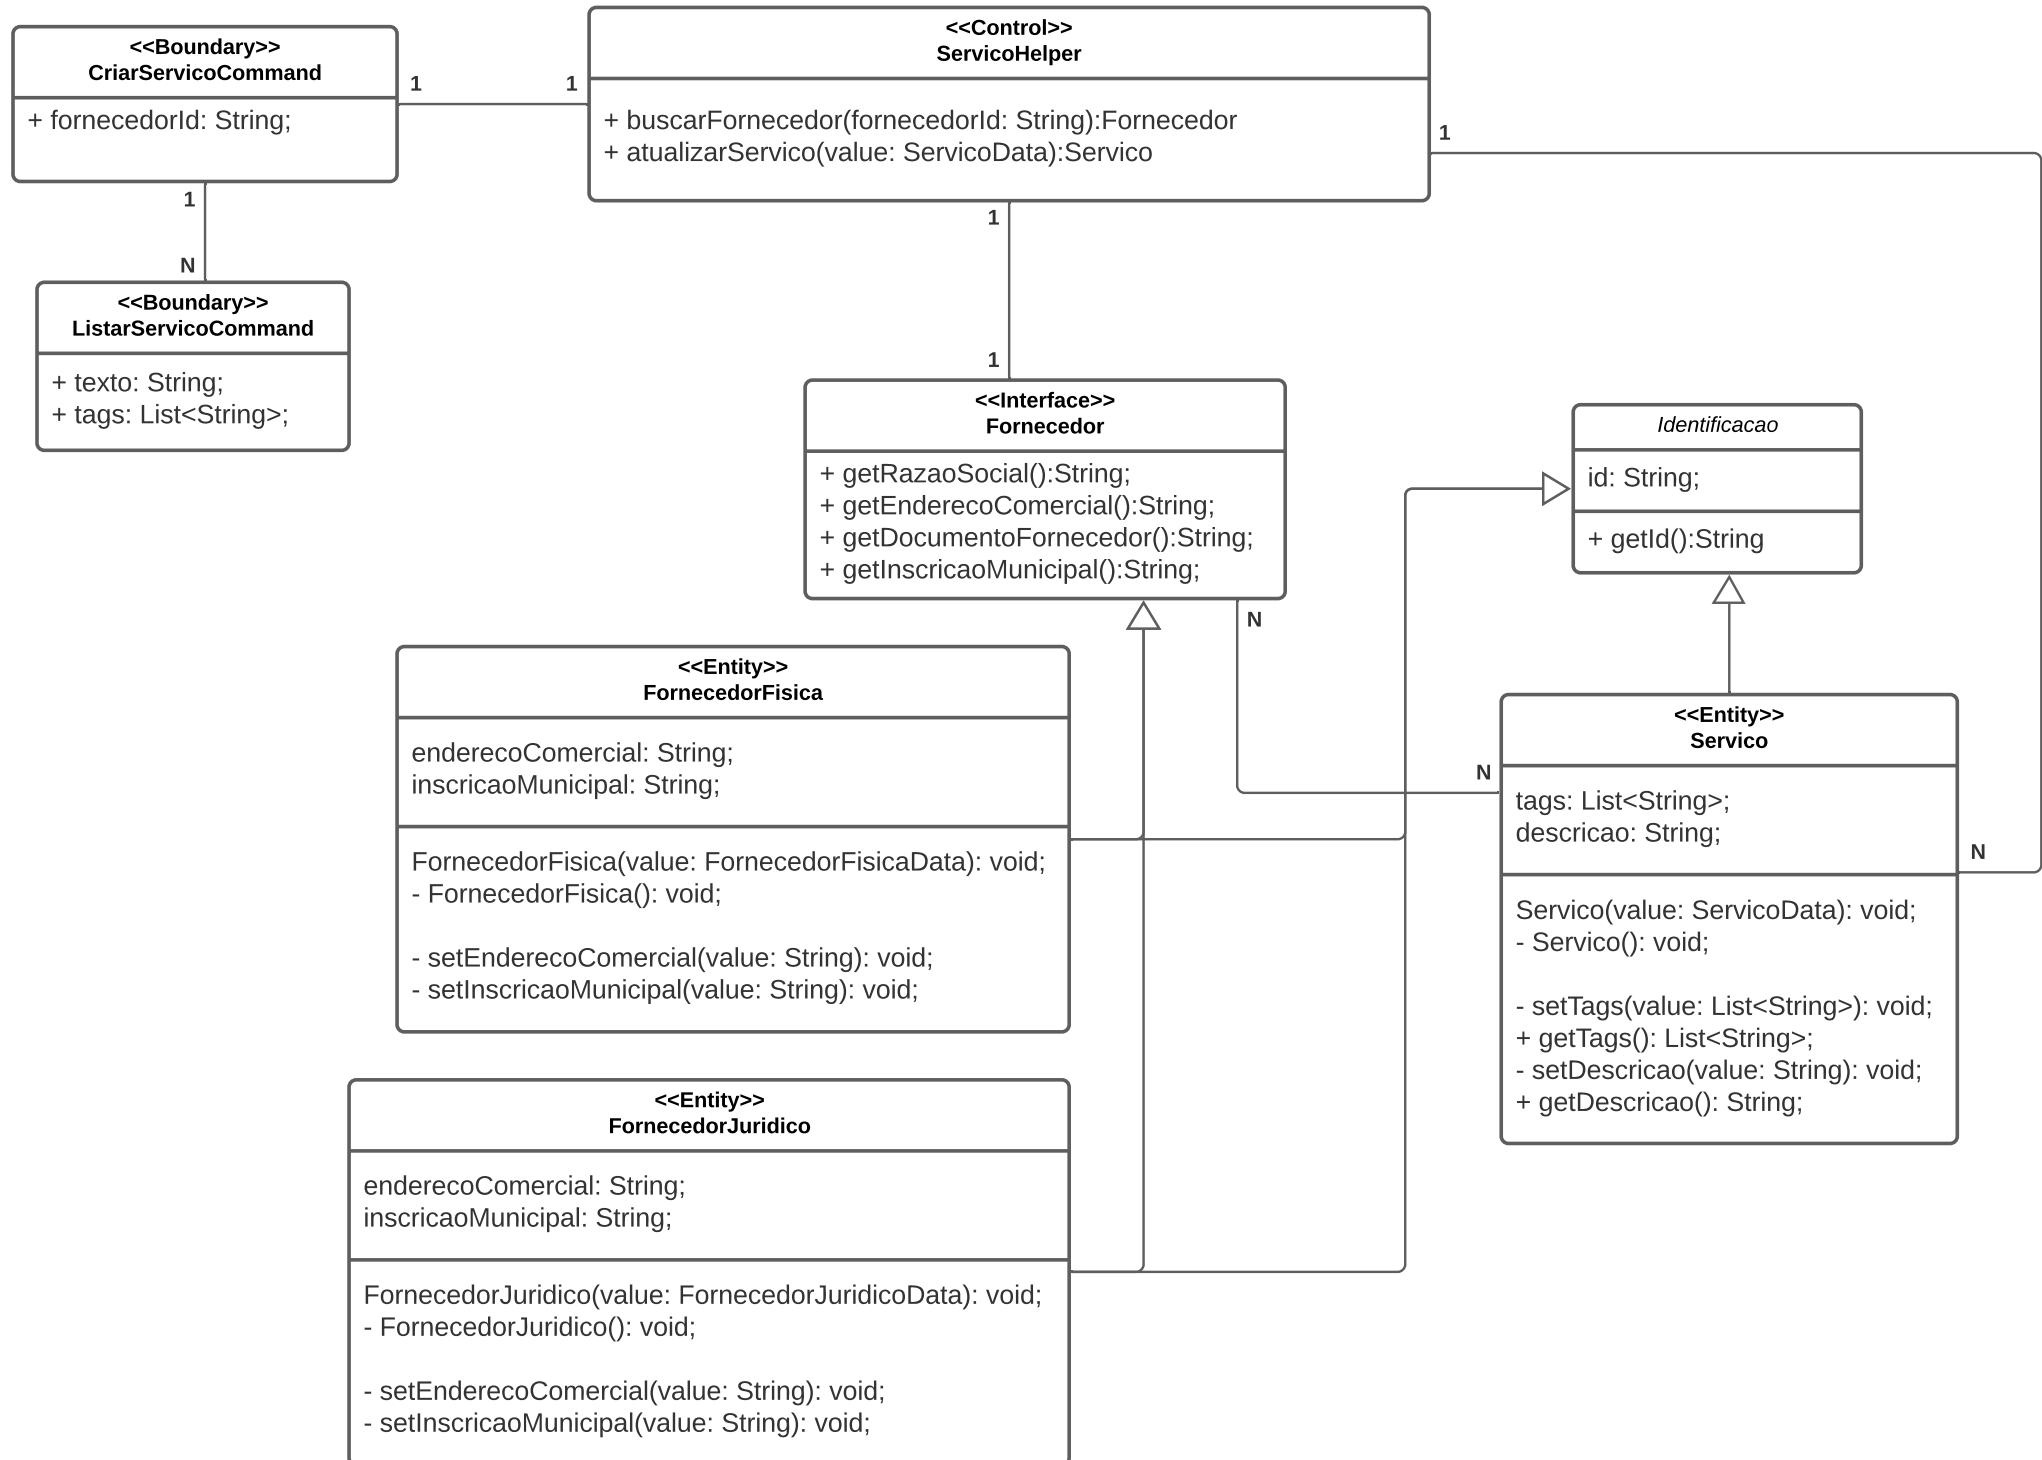 <<Boundary>>
CriarServicoCommand
+ fornecedorId: String;
1
1
<<Control>>
ServicoHelper
+ buscarFornecedor(fornecedorId: String):Fornecedor
+ atualizarServico(value: ServicoData):Servico
1
1
N
<<Boundary>>
ListarServicoCommand
+ texto: String;
+ tags: List<String>;
1
1
<<Interface>>
Fornecedor
+ getRazaoSocial():String;
+ getEnderecoComercial():String;
+ getDocumentoFornecedor():String;
+ getInscricaoMunicipal():String;
Identificacao
id: String;
+ getId():String
N
N
<<Entity>>
FornecedorFisica
enderecoComercial: String;
inscricaoMunicipal: String;
FornecedorFisica(value: FornecedorFisicaData): void;
- FornecedorFisica(): void;
- setEnderecoComercial(value: String): void;
- setInscricaoMunicipal(value: String): void;
<<Entity>>
Servico
tags: List<String>;
descricao: String;
N
Servico(value: ServicoData): void;
- Servico(): void;
- setTags(value: List<String>): void;
+ getTags(): List<String>;
- setDescricao(value: String): void;
+ getDescricao(): String;
<<Entity>>
FornecedorJuridico
enderecoComercial: String;
inscricaoMunicipal: String;
FornecedorJuridico(value: FornecedorJuridicoData): void;
- FornecedorJuridico(): void;
- setEnderecoComercial(value: String): void;
- setInscricaoMunicipal(value: String): void;